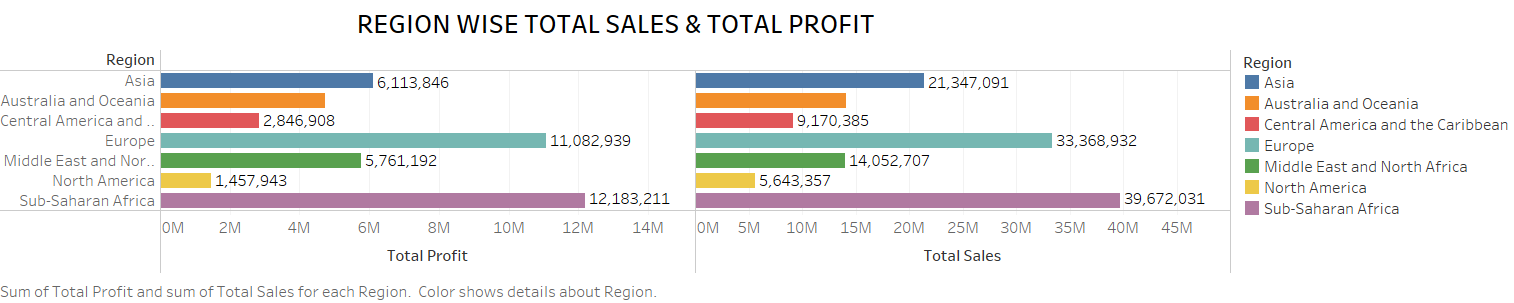 REGION WISE TOTAL SALES & TOTAL PROFIT
Region
Asia 6,113,846 21,347,091
Australia and Oceania
Central America and .. 2,846,908 9,170,385
Europe 11,082,939 33,368,932
Middle East and Nor.. 5,761,192 14,052,707
North America 1,457,943 5,643,357
Sub-Saharan Africa 12,183,211 39,672,031
0M 2M 4M 6M 8M 10M 12M 14M 0M 5M 10M 15M 20M 25M 30M 35M 40M 45M
Total Profit Total Sales
Region
Asia
Australia and Oceania
Central America and the Caribbean
Europe
Middle East and North Africa
North America
Sub-Saharan Africa
Sum of Total Profit and sum of Total Sales for each Region. Color shows details about Region.